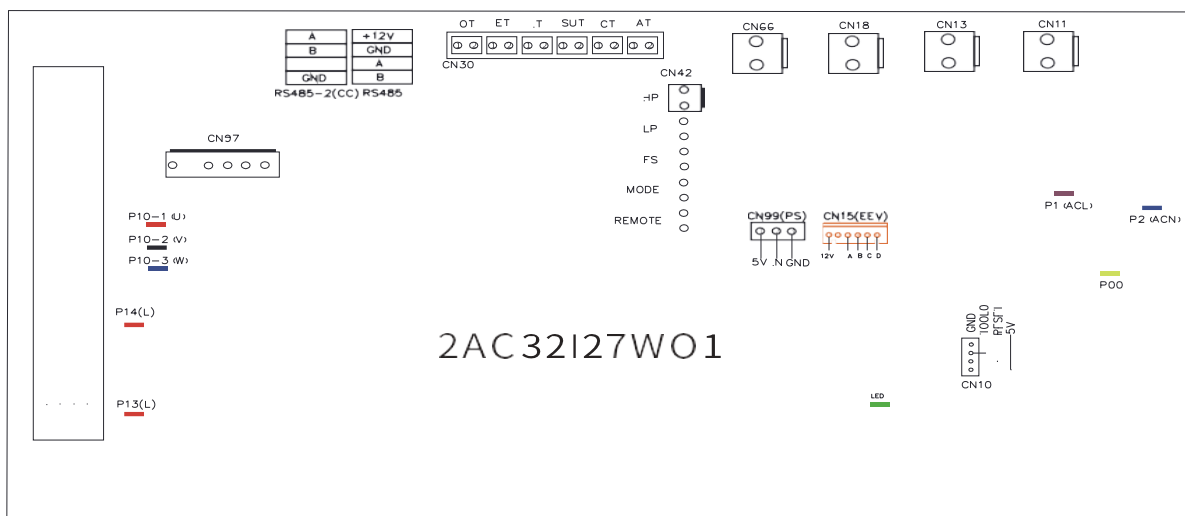 OT ET .T SUT CT AT
CN66 CN18 CN13 CN11
A +12V
B GND
A
GND B
RS485-2(CC) RS485
CN30
CN42
.HP
LP
FS
MODE
REMOTE
CN97
P10-1 (U)
P10-2 (V)
P10-3 (W)
P14(L)
P13(L)
CN99(PS)
5V .N GND
CN15(EEV)
12V A B C D
P1 (ACL)
P2 (ACN)
P00
2AC32I27WO1
GND
TOOLO
5V
CN10
LED